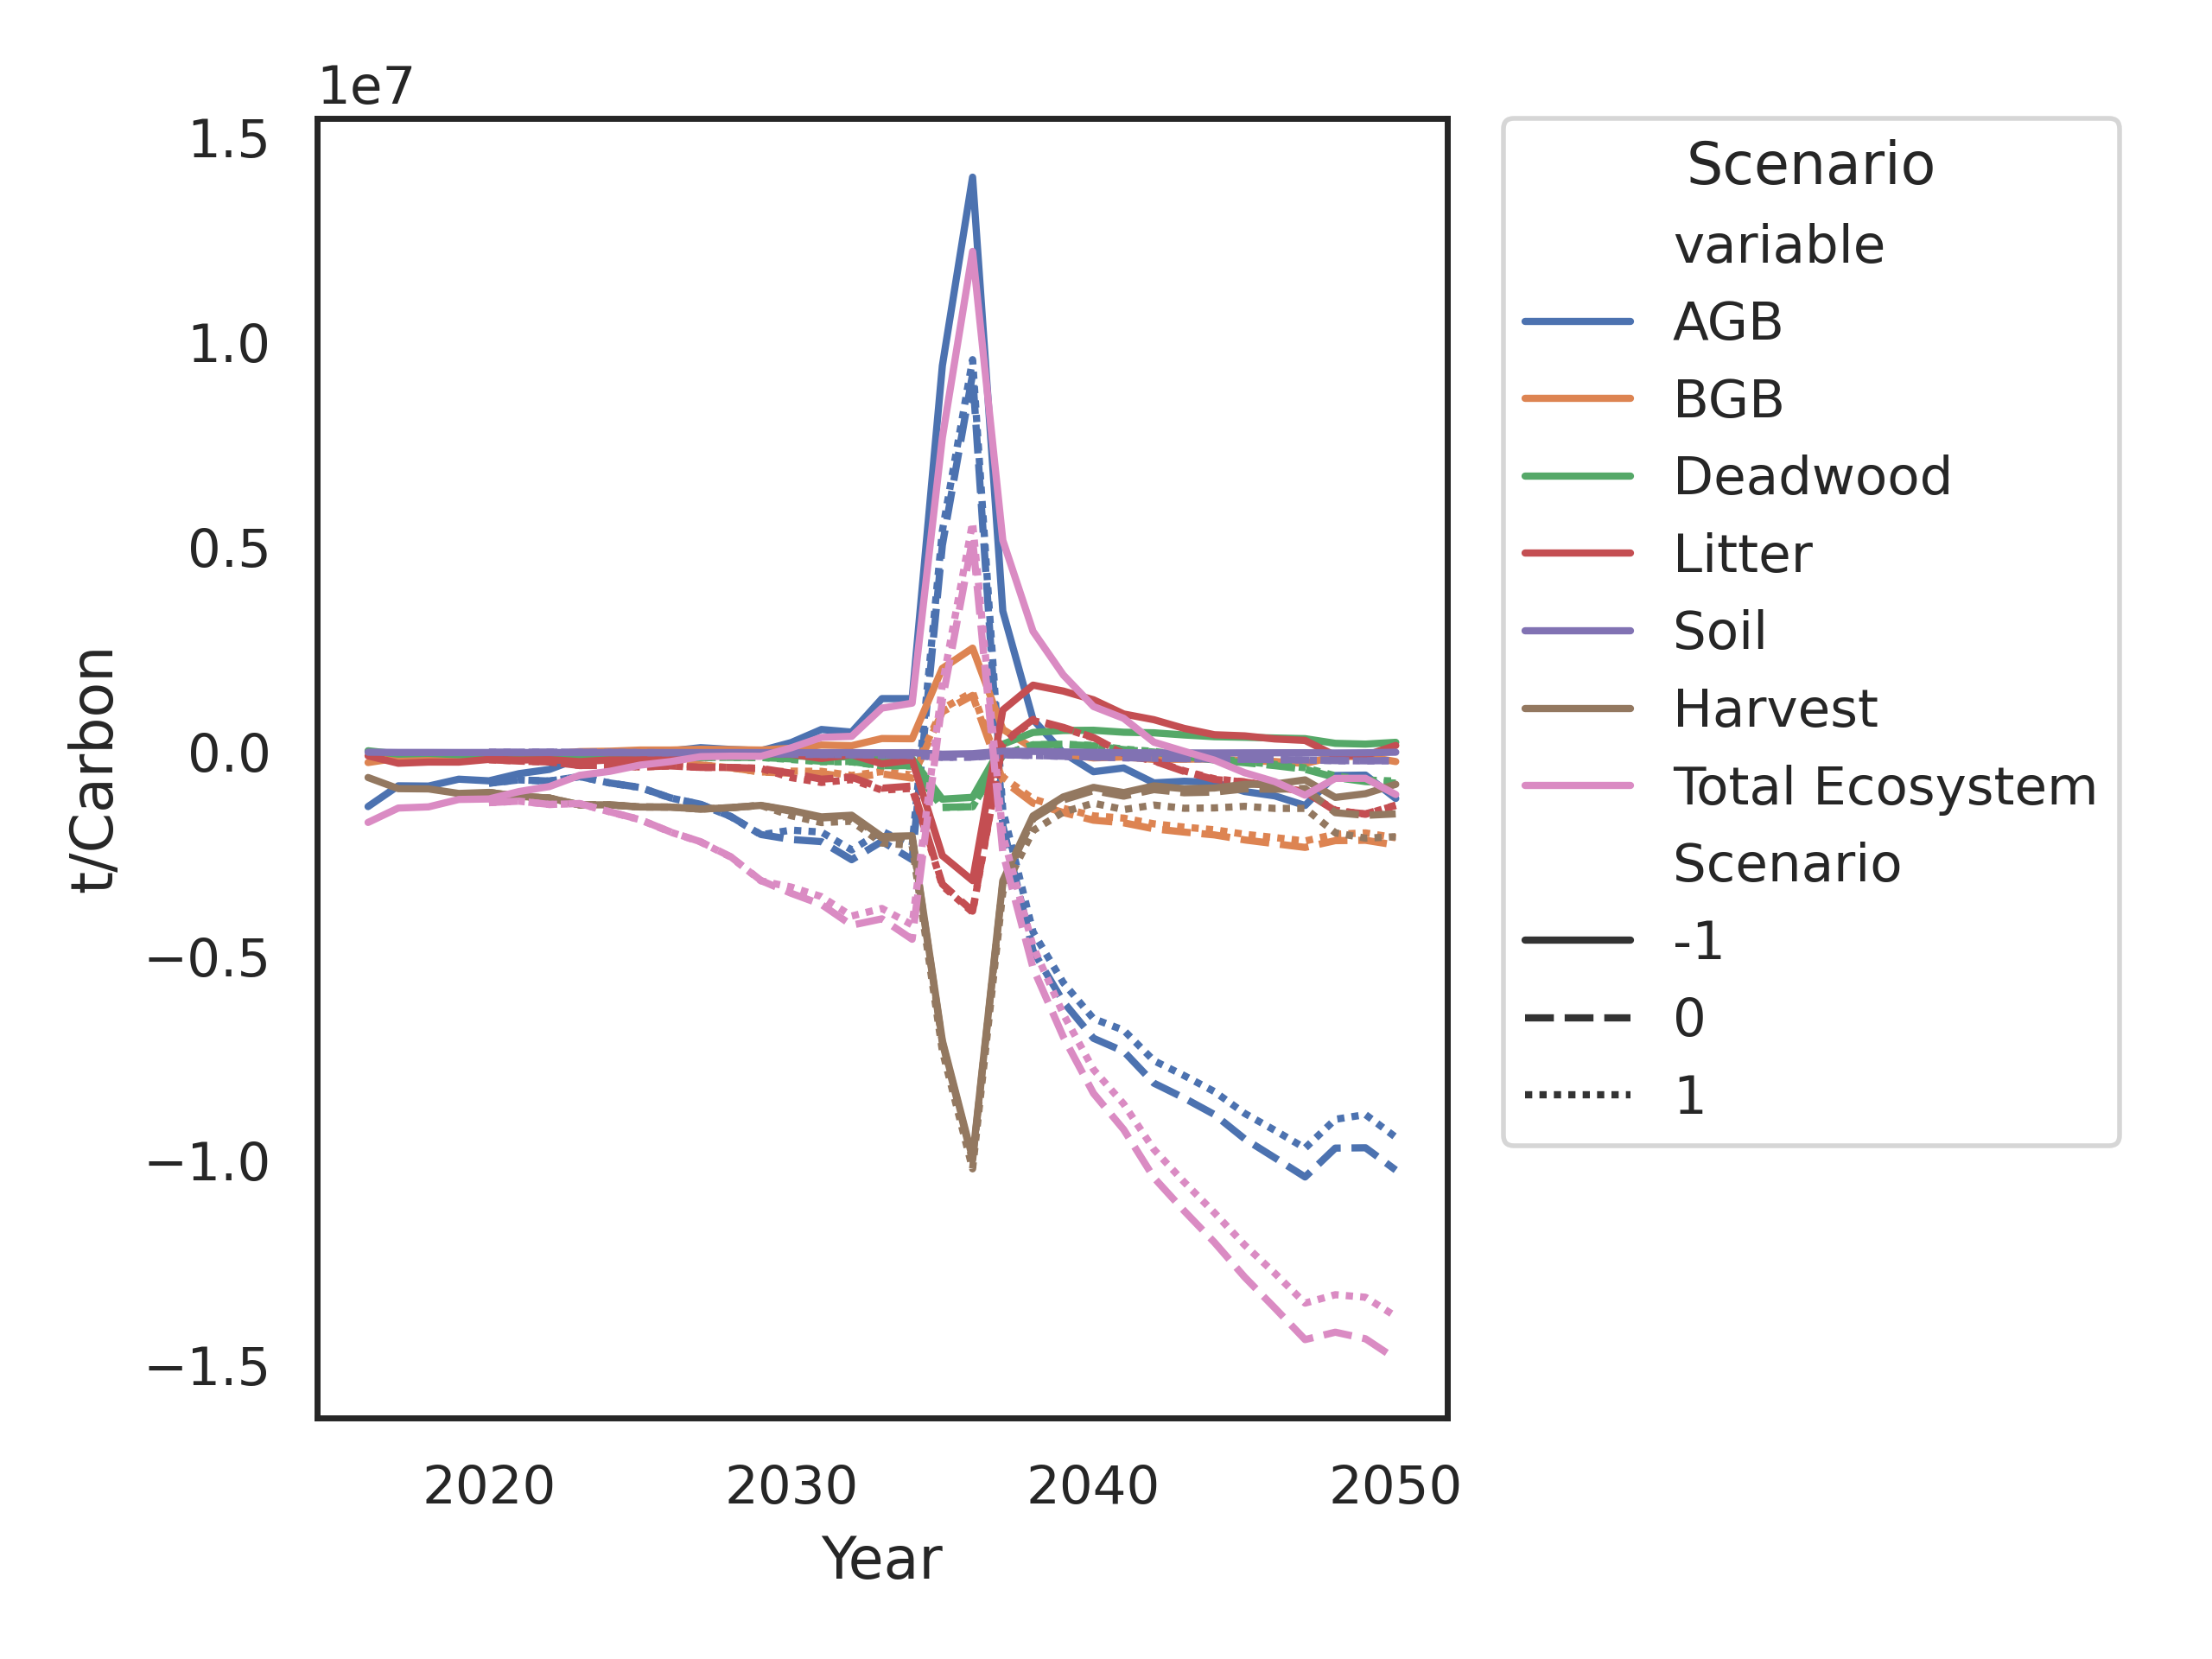 1e7
1.5
1.0
0.5
0.0
−0.5
−1.0
−1.5
t/Carbon
2020 2030 2040 2050
Year
Scenario
variable
AGB
BGB
Deadwood
Litter
Soil
Harvest
Total Ecosystem
Scenario
-1
0
1